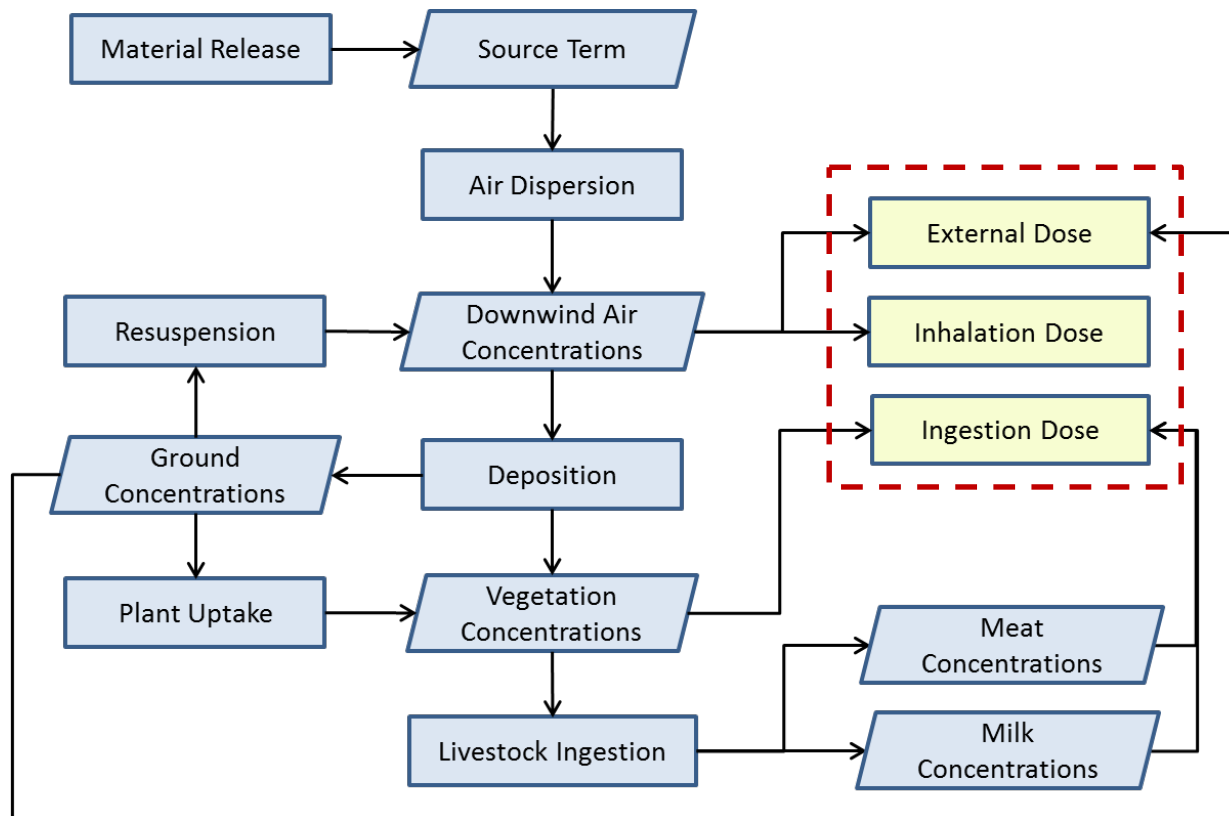 Material Release
Source Term
Air Dispersion
External Dose
Resuspension
Downwind Air
Concentrations
Inhalation Dose
Ingestion Dose
Ground
Concentrations
Deposition
Plant Uptake
Vegetation
Concentrations
Meat
Concentrations
Livestock Ingestion
Milk
Concentrations